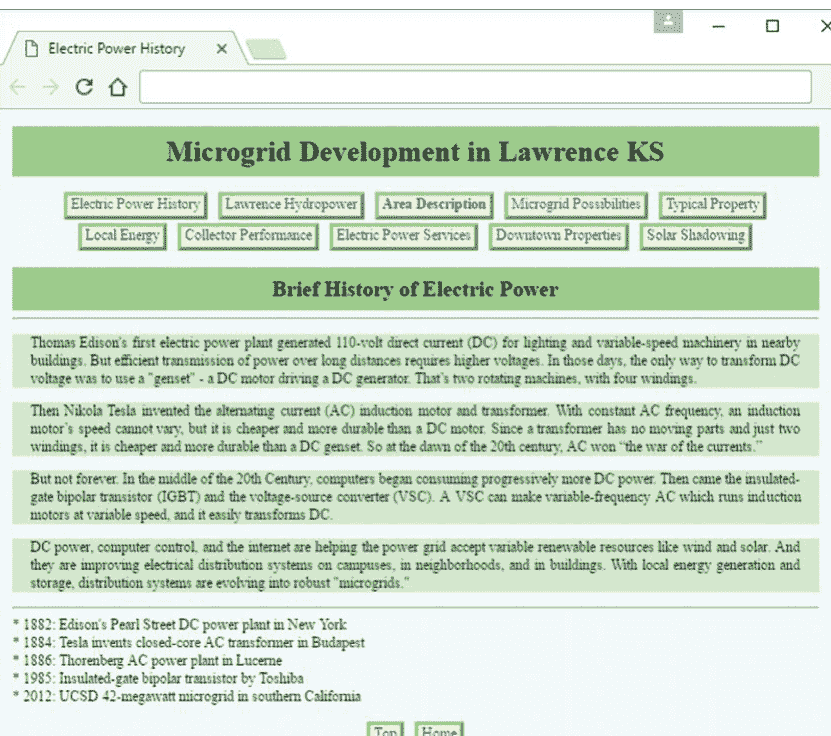 Electric Power History
Microgrid Development in Lawrence KS
Electric Power History Lawrence Hydropower Area Description Microgrid Possibilities Typical Property
Local Energy Collector Performance Electric Power Services Downtown Properties Solar Shadowing
Brief History of Electric Power
Thomas Edison's first electric power plant generated 110-volt direct current (DC) for lighting and variable-speed machinery in nearby
buildings. But efficient transmission of power over long distances requires higher voltages. In those days, the only way to transform DC
voltage was to use a "genset" - a DC motor driving a DC generator. That's two rotating machines, with four windings.
Then Nikola Tesla invented the alternating current (AC) induction motor and transformer. With constant AC frequency, an induction
motor's speed cannot vary, but it is cheaper and more durable than a DC motor. Since a transformer has no moving parts and just two
windings, it is cheaper and more durable than a DC genset. So at the dawn of the 20th century, AC won “the war of the currents.”
But not forever. In the middle of the 20th Century, computers began consuming progressively more DC power. Then came the insulated-
gate bipolar transistor (IGBT) and the voltage-source converter (VSC). A VSC can make variable-frequency AC which runs induction
motors at variable speed, and it easily transforms DC.
DC power, computer control, and the internet are helping the power grid accept variable renewable resources like wind and solar. And
they are improving electrical distribution systems on campuses, in neighborhoods, and in buildings. With local energy generation and
storage, distribution systems are evolving into robust "microgrids."
* 1882: Edison's Pearl Street DC power plant in New York
* 1884: Tesla invents closed-core AC transformer in Budapest
* 1886: Thorenberg AC power plant in Lucerne
* 1985: Insulated-gate bipolar transistor by Toshiba
* 2012: UCSD 42-megawatt microgrid in southern California
Top Home